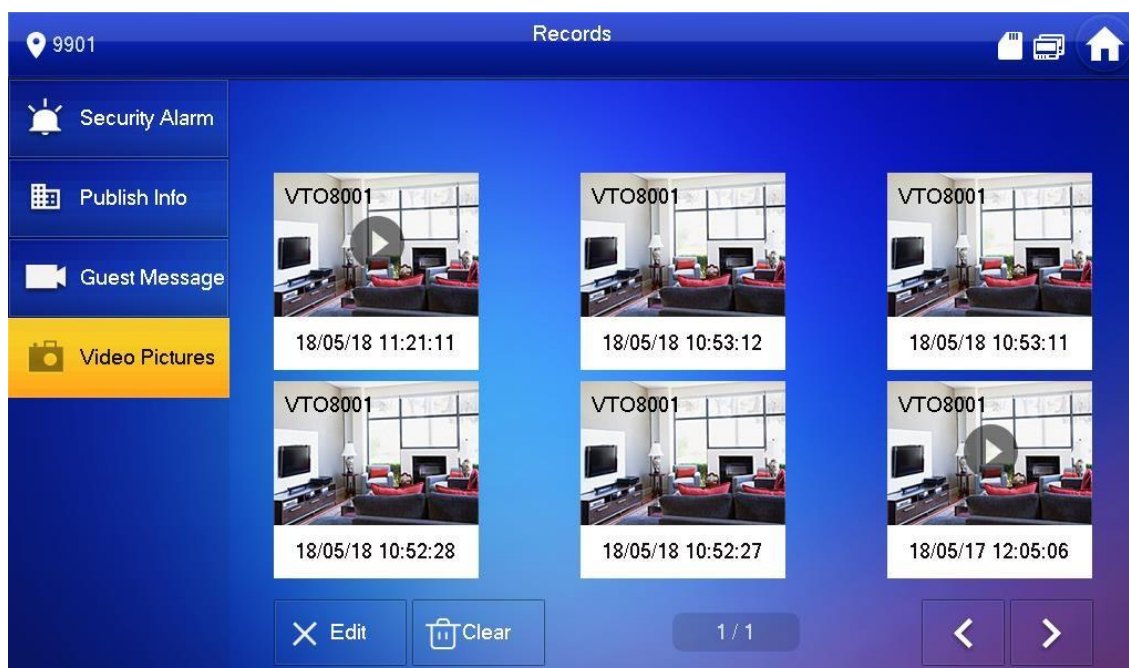 9901
Records
Security Alarm
Publish Info
Guest Message
Video Pictures
VTO8001
18/05/18 11:21:11
VTO8001
18/05/18 10:53:12
VTO8001
18/05/18 10:53:11
VTO8001
18/05/18 10:52:28
VTO8001
18/05/18 10:52:27
VTO8001
18/05/17 12:05:06
Edit
Clear
1 / 1